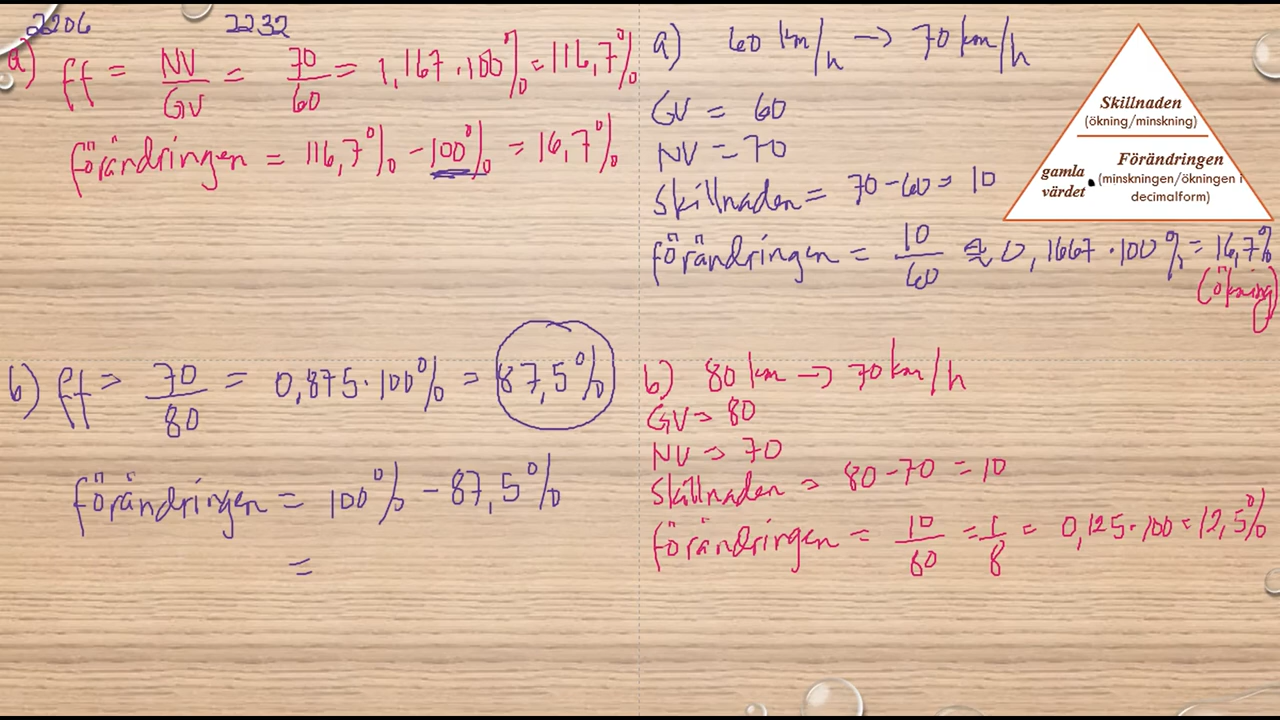 2206 2232
a) ff = NV/GV = 70/60 = 1,167·100% = 116,7%
förändringen = 116,7% - 100% = 16,7%
b) ff = 70/80 = 0,875·100% = 87,5%
förändringen = 100% - 87,5%
=
a) 60 km/h → 70 km/h
GV = 60
NV = 70
Skillnaden = 70-60 = 10
förändringen = 10/60 ≈ 0,1667·100% = 16,7%
(ökning)
Skillnaden
(ökning/minskning)
gamla värdet
Förändringen
(minskningen/ökningen i
decimalform)
b) 80 km → 70 km/h
GV = 80
NV = 70
Skillnaden = 80-70 = 10
förändringen = 10/80 = 1/8 = 0,125·100 = 12,5%